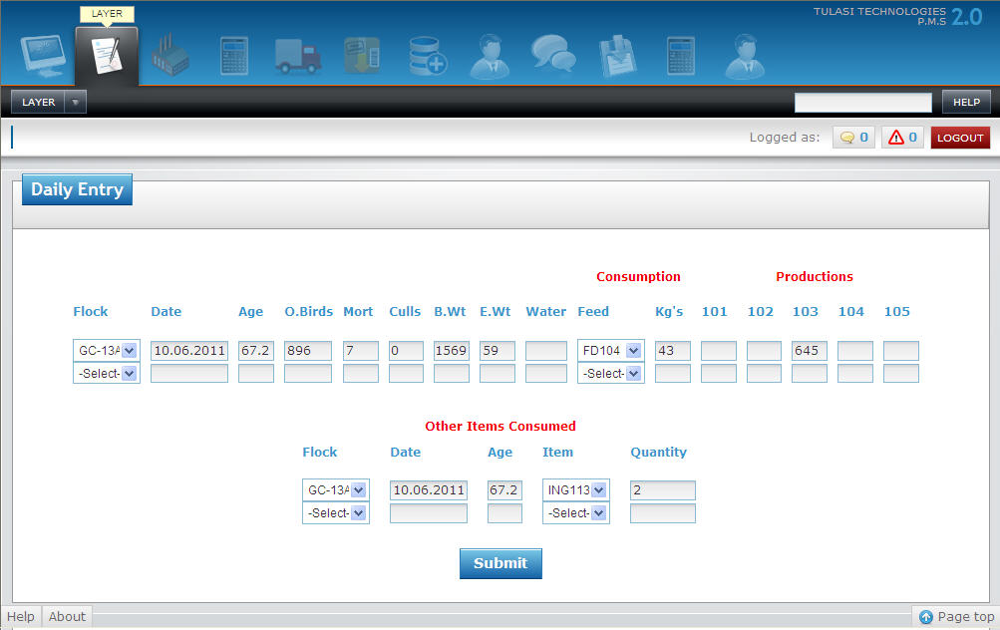 LAYER
TULASI TECHNOLOGIES
P.M.S 2.0
LAYER HELP
Logged as: 0 0 LOGOUT
Daily Entry
Consumption Productions
Flock Date Age O.Birds Mort Culls B.Wt E.Wt Water Feed Kg's 101 102 103 104 105
GC-13A 10.06.2011 67.2 896 7 0 1569 59 FD104 43 645
-Select- -Select-
Other Items Consumed
Flock Date Age Item Quantity
GC-13A 10.06.2011 67.2 ING113 2
-Select- -Select-
Submit
Help About Page top